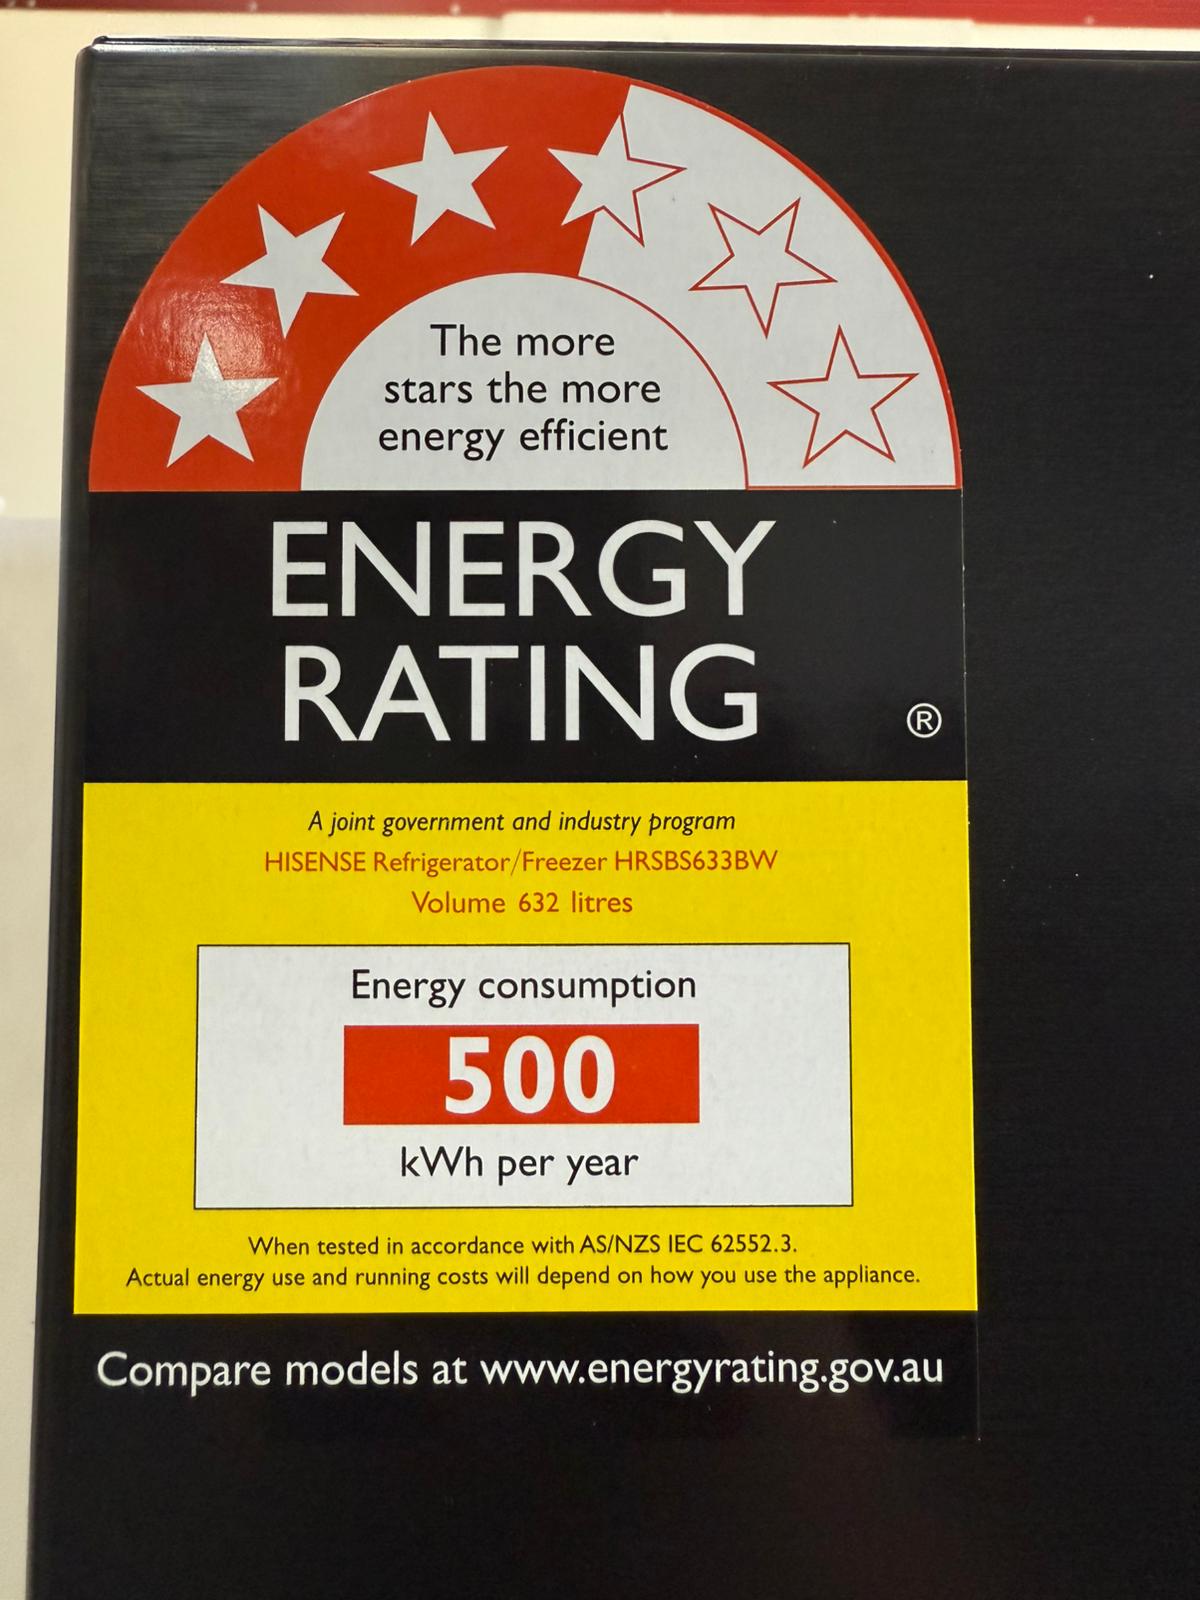 The more
stars the more
energy efficient
ENERGY
RATING
®
A joint government and industry program
HISENSE Refrigerator/Freezer HRSBS633BW
Volume 632 litres
Energy consumption
500
kWh per year
When tested in accordance with AS/NZS IEC 62552.3.
Actual energy use and running costs will depend on how you use the appliance.
Compare models at www.energyrating.gov.au